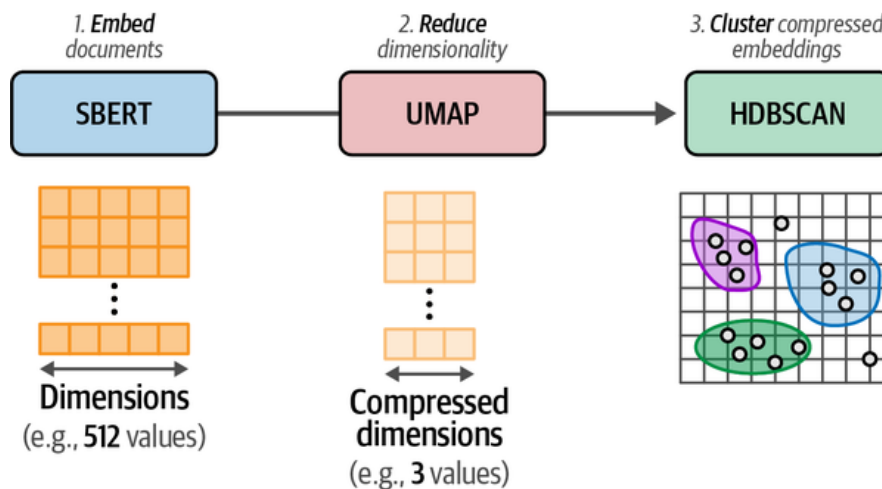 1. Embed
documents
2. Reduce
dimensionality
3. Cluster compressed
embeddings
SBERT
UMAP
HDBSCAN
Dimensions
(e.g., 512 values)
Compressed
dimensions
(e.g., 3 values)